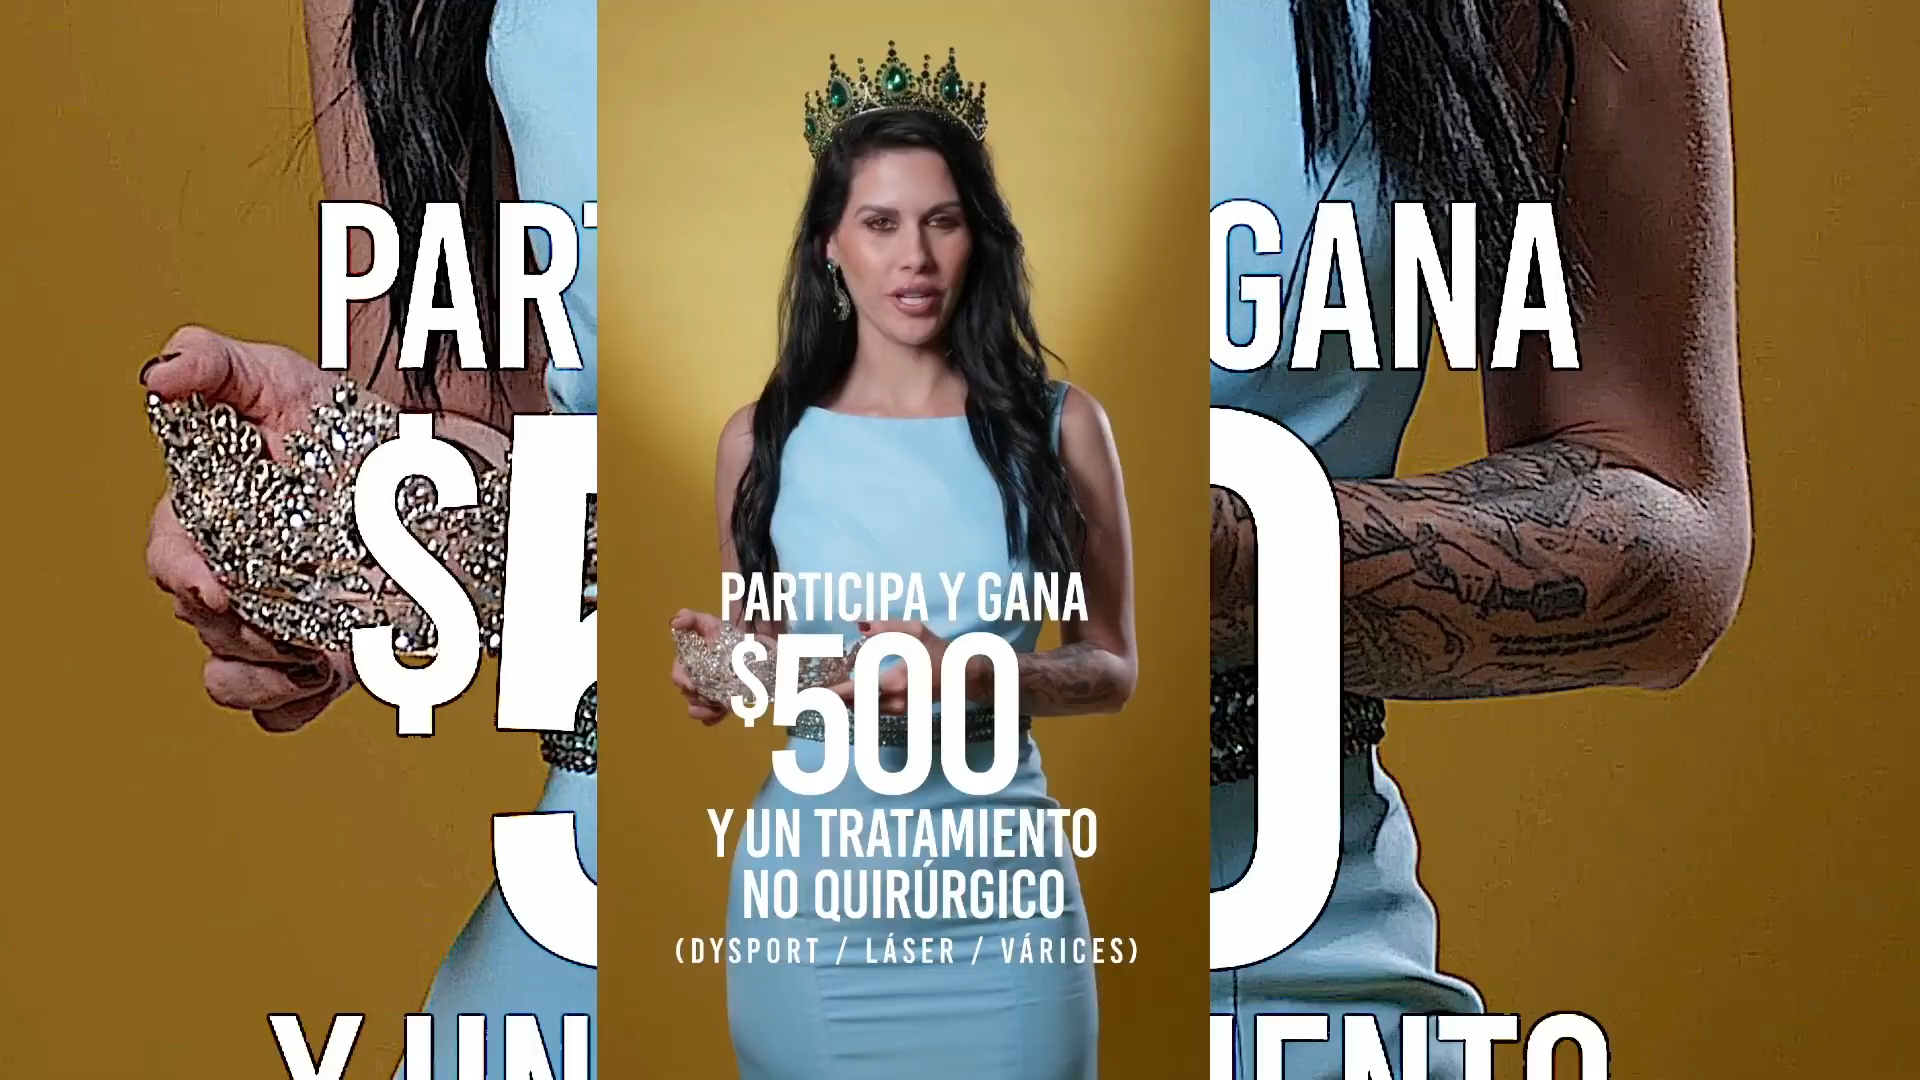 PARTICIPA Y GANA
$500
Y UN TRATAMIENTO
NO QUIRÚRGICO
(DYSPORT / LÁSER / VÁRICES)